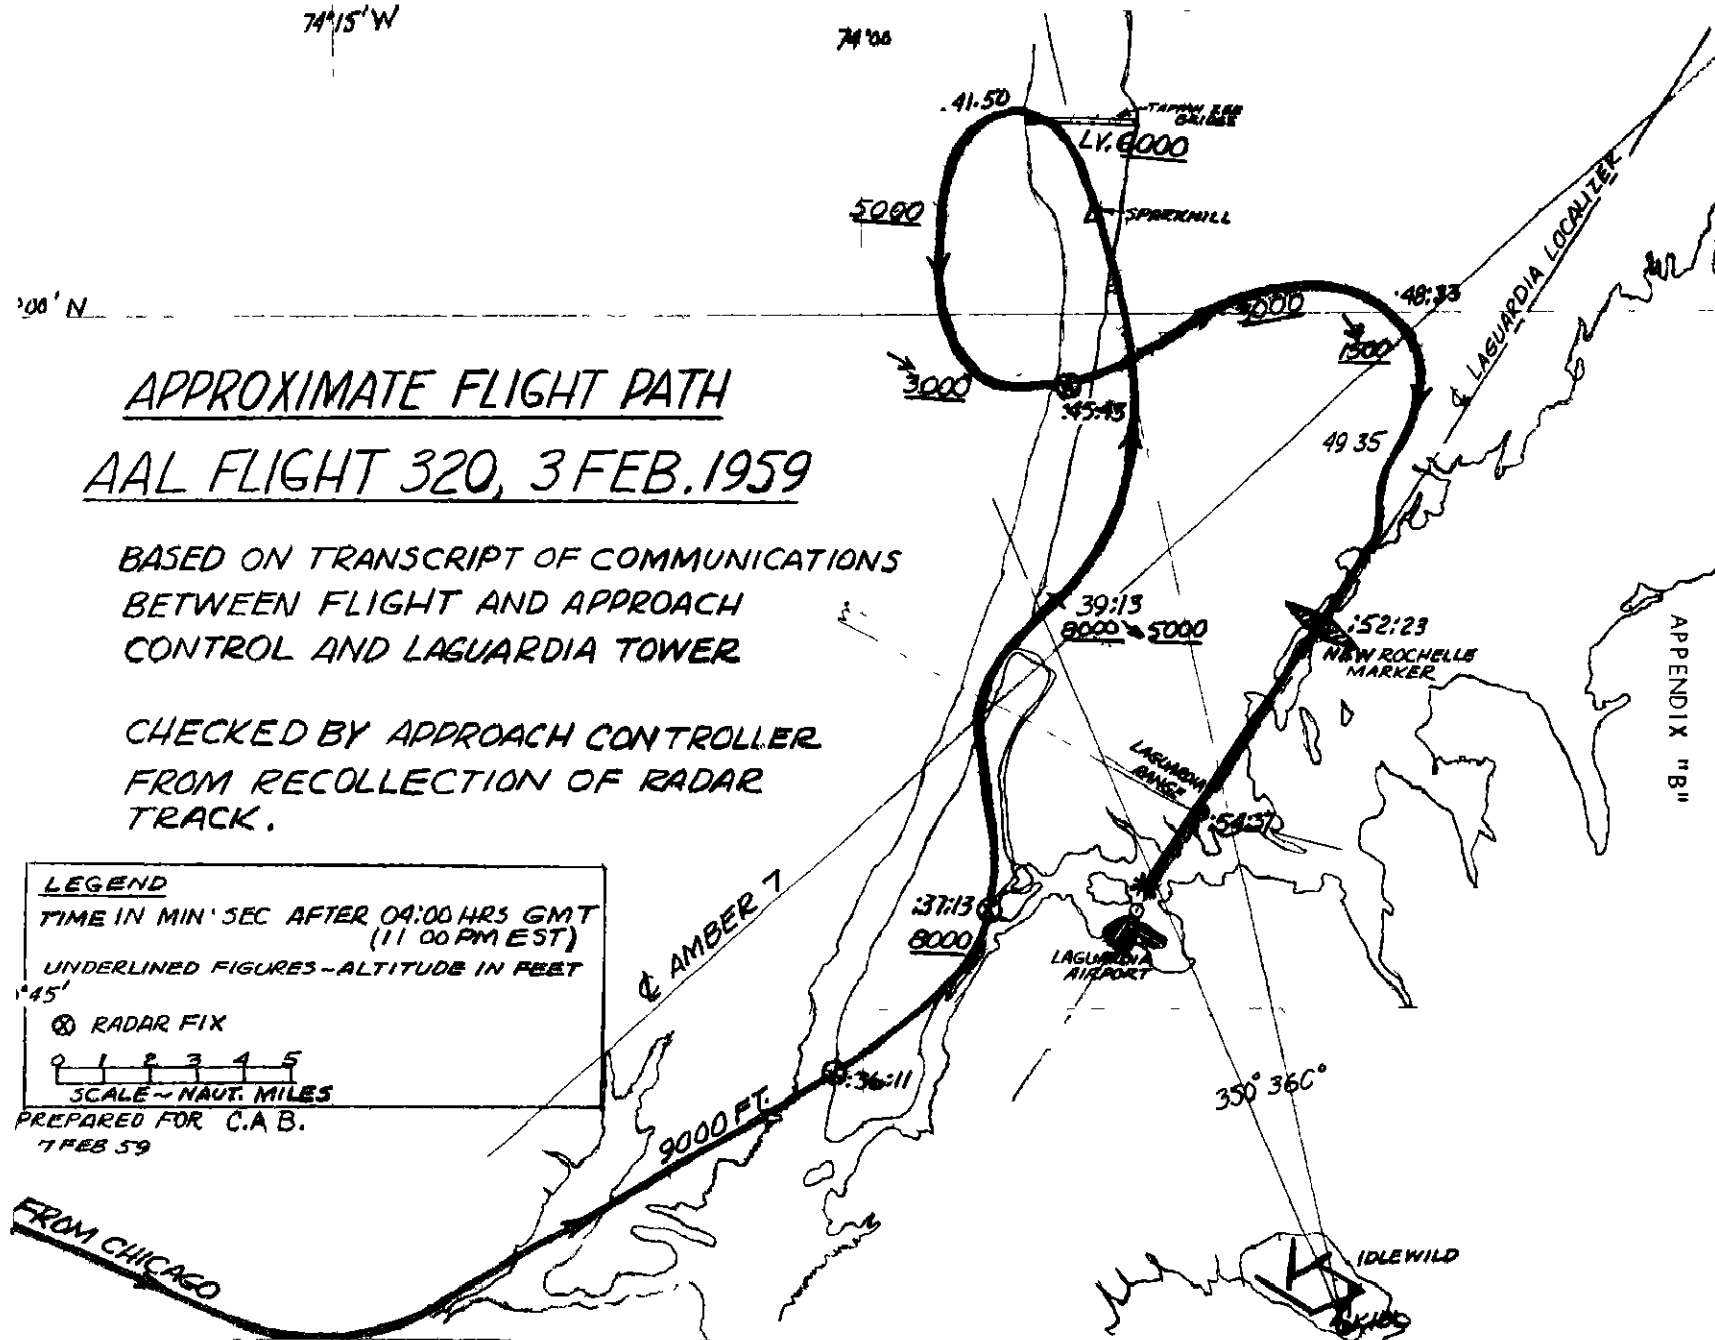 74°15' W
74°00
.41.50
TAPPAN ZEE
BRIDGE
LV. 6000
5000
SPARKHILL
℄ LAGUARDIA LOCALIZER
°00' N
3000
:48:33
1500
3000
:45:43
49 35
APPROXIMATE FLIGHT PATH
AAL FLIGHT 320, 3 FEB. 1959
BASED ON TRANSCRIPT OF COMMUNICATIONS
BETWEEN FLIGHT AND APPROACH
CONTROL AND LAGUARDIA TOWER
CHECKED BY APPROACH CONTROLLER
FROM RECOLLECTION OF RADAR
TRACK.
39:13
8000 ↘ 5000
:52:23
NEW ROCHELLE
MARKER
APPENDIX "B"
LAGUARDIA
RANGE
:54:37
℄ AMBER 7
:37:13
8000
LAGUARDIA
AIRPORT
LEGEND
TIME IN MIN' SEC AFTER 04:00 HRS GMT
(11 00 PM EST)
UNDERLINED FIGURES ~ ALTITUDE IN FEET
°45'
⊗ RADAR FIX
0 1 2 3 4 5
SCALE ~ NAUT. MILES
PREPARED FOR C.A B.
7 FEB 59
:36:11
9000 FT.
350° 360°
FROM CHICAGO
IDLEWILD